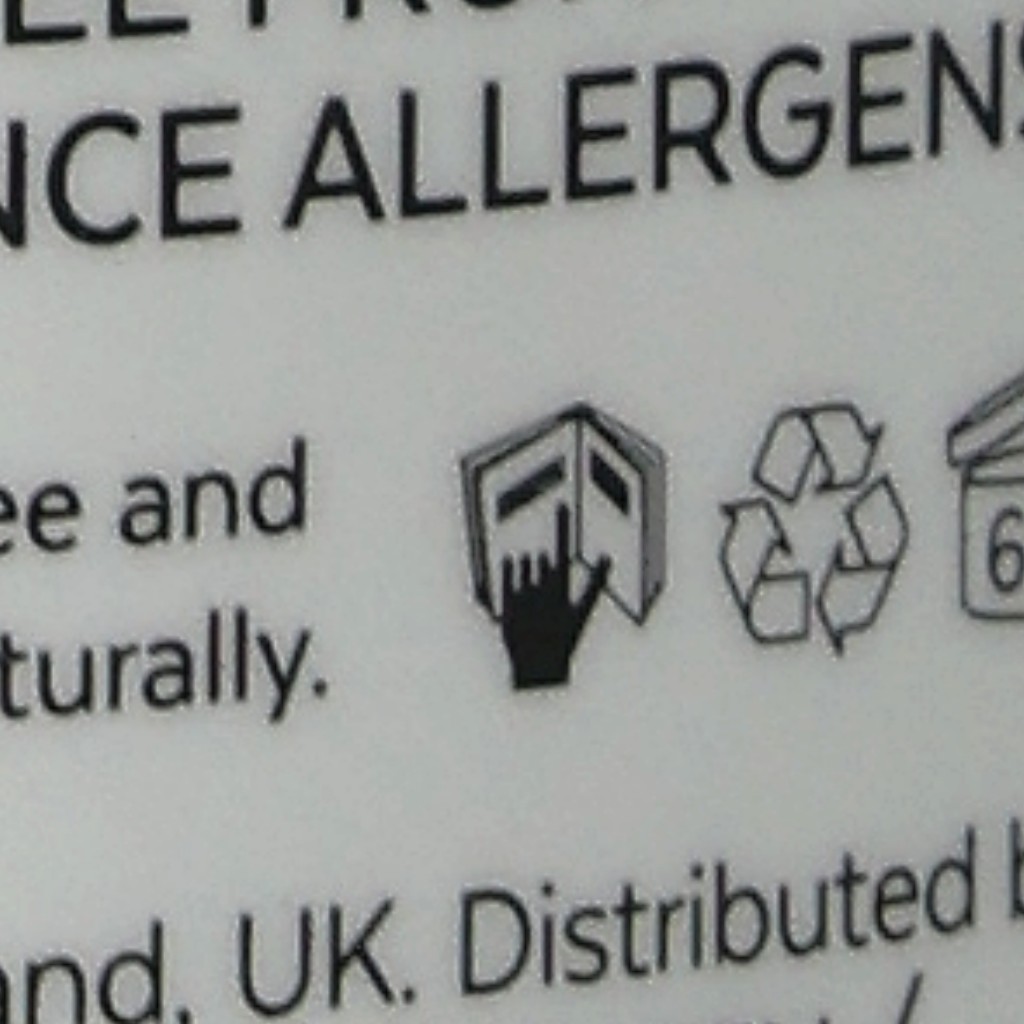 NCE ALLERGENS
ee and
6
turally.
and, UK. Distributed b